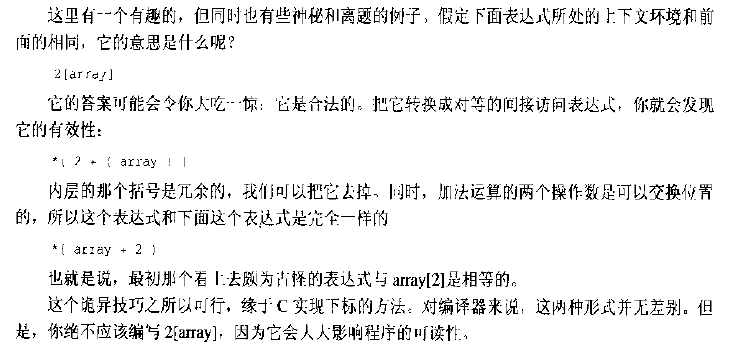 这里有一个有趣的，但同时也有些神秘和离题的例子。假定下面表达式所处的上下文环境和前
面的相同，它的意思是什么呢？
2[array]
它的答案可能会令你大吃一惊：它是合法的。把它转换成对等的间接访问表达式，你就会发现
它的有效性：
*( 2 + ( array ) )
内层的那个括号是冗余的，我们可以把它去掉。同时，加法运算的两个操作数是可以交换位置
的，所以这个表达式和下面这个表达式是完全一样的
*( array + 2 )
也就是说，最初那个看上去颇为古怪的表达式与 array[2]是相等的。
这个诡异技巧之所以可行，缘于 C 实现下标的方法。对编译器来说，这两种形式并无差别。但
是，你绝不应该编写 2[array]，因为它会大大影响程序的可读性。